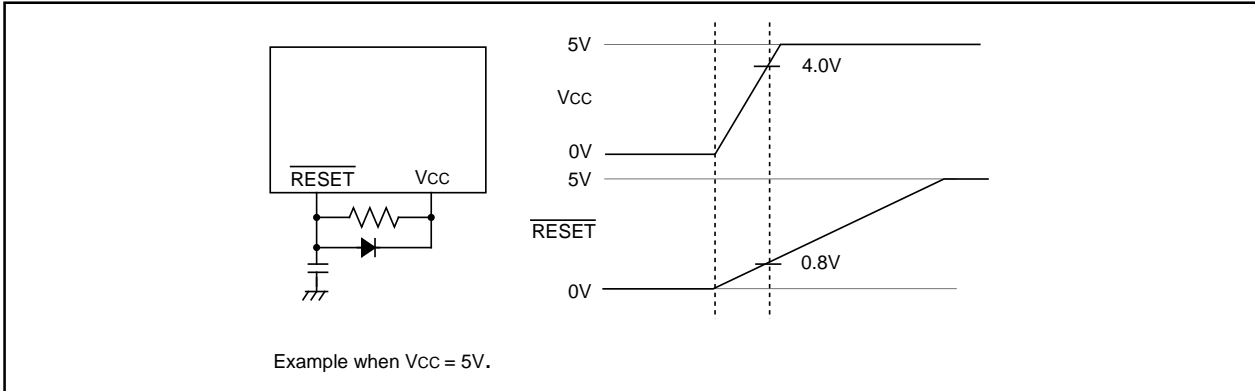 RESET VCC
5V
4.0V
VCC
0V
5V
RESET
0.8V
0V
Example when VCC = 5V.